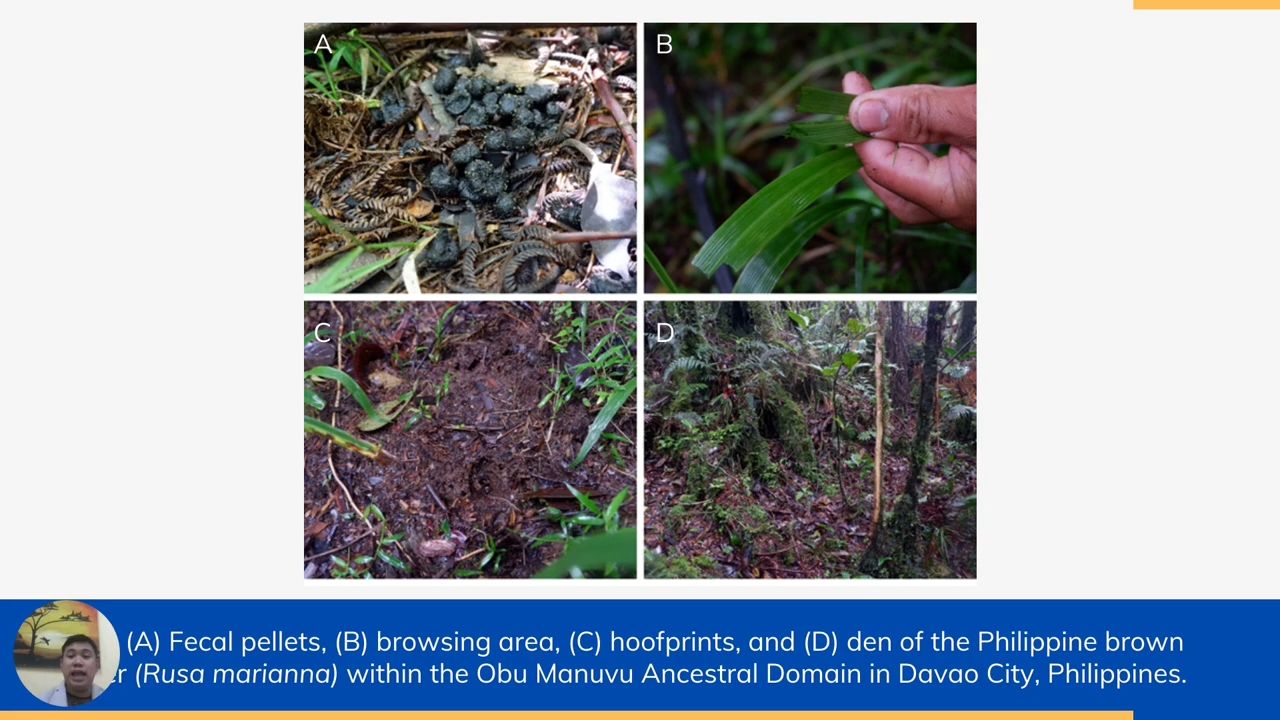 A
B
C
D
(A) Fecal pellets, (B) browsing area, (C) hoofprints, and (D) den of the Philippine brown
(Rusa marianna) within the Obu Manuvu Ancestral Domain in Davao City, Philippines.